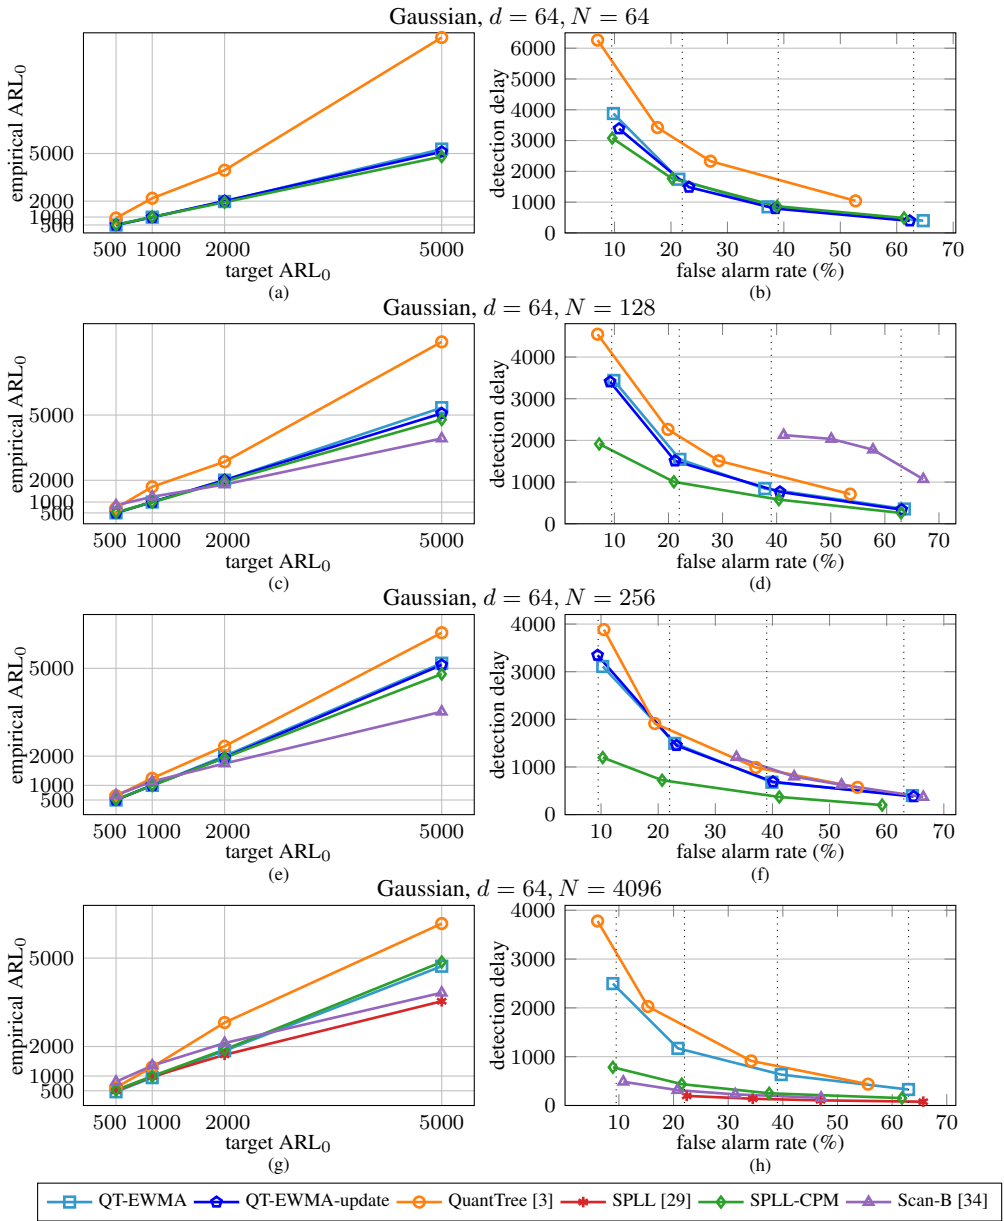 Gaussian, d = 64, N = 64
empirical ARL0
5000
2000
1000
500
500 1000 2000 5000
target ARL0
(a)
detection delay
6000
5000
4000
3000
2000
1000
0
10 20 30 40 50 60 70
false alarm rate (%)
(b)
Gaussian, d = 64, N = 128
empirical ARL0
5000
2000
1000
500
500 1000 2000 5000
target ARL0
(c)
detection delay
4000
3000
2000
1000
0
10 20 30 40 50 60 70
false alarm rate (%)
(d)
Gaussian, d = 64, N = 256
empirical ARL0
5000
2000
1000
500
500 1000 2000 5000
target ARL0
(e)
detection delay
4000
3000
2000
1000
0
10 20 30 40 50 60 70
false alarm rate (%)
(f)
Gaussian, d = 64, N = 4096
empirical ARL0
5000
2000
1000
500
500 1000 2000 5000
target ARL0
(g)
detection delay
4000
3000
2000
1000
0
10 20 30 40 50 60 70
false alarm rate (%)
(h)
QT-EWMA QT-EWMA-update QuantTree [3] SPLL [29] SPLL-CPM Scan-B [34]